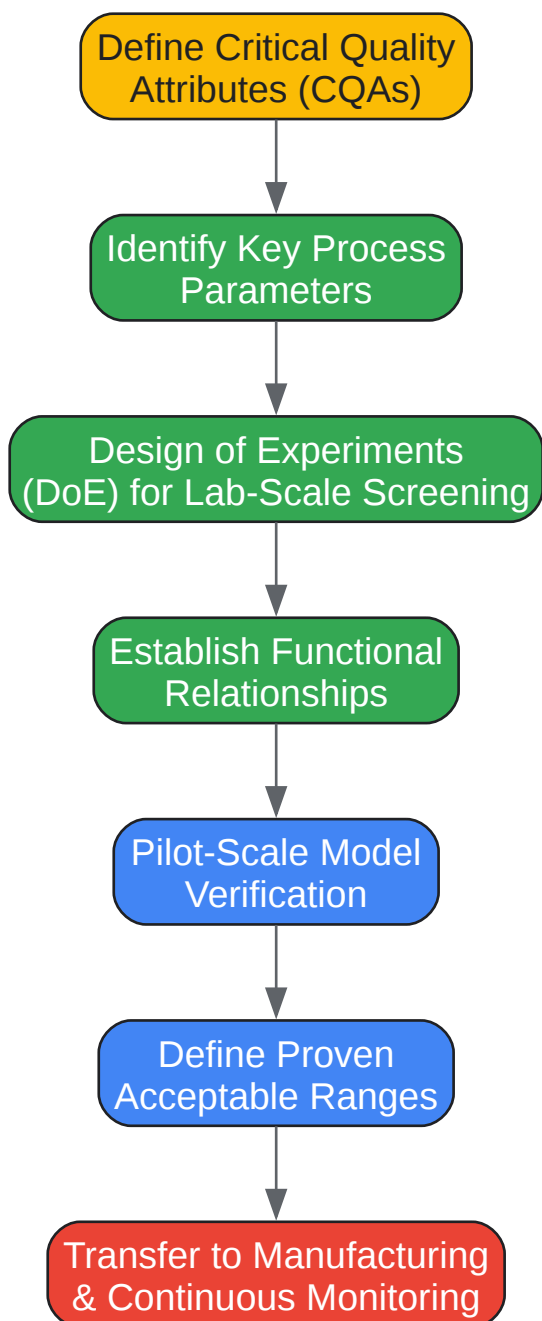 Define Critical Quality
Attributes (CQAs)
Identify Key Process
Parameters
Design of Experiments
(DoE) for Lab-Scale Screening
Establish Functional
Relationships
Pilot-Scale Model
Verification
Define Proven
Acceptable Ranges
Transfer to Manufacturing
& Continuous Monitoring